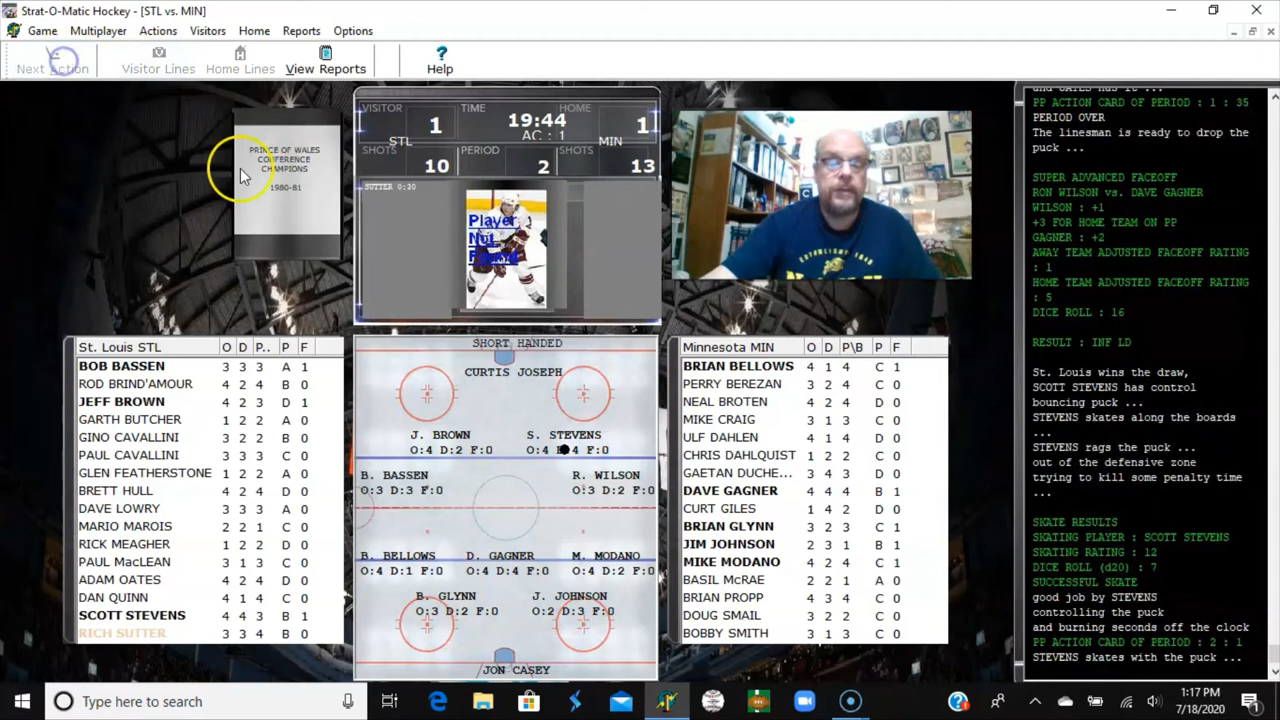 Strat-O-Matic Hockey - [STL vs. MIN]
Game Multiplayer Actions Visitors Home Reports Options
Next Action Visitor Lines Home Lines View Reports Help
PRINCE OF WALES
CONFERENCE
CHAMPIONS
1980-81
VISITOR TIME HOME
1 19:44 1
STL AC : 1 MIN
SHOTS PERIOD SHOTS
10 2 13
SUTTER 0:30
Player
Not
Found
St. Louis STL O D P.. P F
BOB BASSEN 3 3 3 A 1
ROD BRIND'AMOUR 4 2 4 B 0
JEFF BROWN 4 2 3 D 1
GARTH BUTCHER 1 2 2 A 0
GINO CAVALLINI 3 2 2 B 0
PAUL CAVALLINI 3 3 3 C 0
GLEN FEATHERSTONE 1 2 2 A 0
BRETT HULL 4 2 4 D 0
DAVE LOWRY 3 3 3 A 0
MARIO MAROIS 2 2 1 C 0
RICK MEAGHER 1 2 2 D 0
PAUL MacLEAN 3 1 3 C 0
ADAM OATES 4 2 4 D 0
DAN QUINN 4 1 4 C 0
SCOTT STEVENS 4 4 3 B 1
RICH SUTTER 3 3 4 B 0
SHORT HANDED
CURTIS JOSEPH
J. BROWN S. STEVENS
O:4 D:2 F:0 O:4 4 F:0
B. BASSEN R. WILSON
O:3 D:3 F:0 O:3 D:2 F:0
B. BELLOWS D. GAGNER M. MODANO
O:4 D:1 F:0 O:4 D:4 F:0 O:4 D:2 F:0
B. GLYNN J. JOHNSON
O:3 D:2 F:0 O:2 D:3 F:0
JON CASEY
Minnesota MIN O D P\B P F
BRIAN BELLOWS 4 1 4 C 1
PERRY BEREZAN 3 2 4 C 0
NEAL BROTEN 4 2 4 D 0
MIKE CRAIG 3 1 3 C 0
ULF DAHLEN 4 1 4 D 0
CHRIS DAHLQUIST 1 2 2 C 0
GAETAN DUCHE... 3 4 3 D 0
DAVE GAGNER 4 4 4 B 1
CURT GILES 1 4 2 D 0
BRIAN GLYNN 3 2 3 C 1
JIM JOHNSON 2 3 1 B 1
MIKE MODANO 4 2 4 C 1
BASIL McRAE 2 2 1 A 0
BRIAN PROPP 4 3 4 C 0
DOUG SMAIL 3 2 2 C 0
BOBBY SMITH 3 1 3 C 0
PP ACTION CARD OF PERIOD : 1 : 35
PERIOD OVER
The linesman is ready to drop the
puck ...
SUPER ADVANCED FACEOFF
RON WILSON vs. DAVE GAGNER
WILSON : +1
+3 FOR HOME TEAM ON PP
GAGNER : +2
AWAY TEAM ADJUSTED FACEOFF RATING
: 1
HOME TEAM ADJUSTED FACEOFF RATING
: 5
DICE ROLL : 16
RESULT : INF LD
St. Louis wins the draw,
SCOTT STEVENS has control
bouncing puck ...
STEVENS skates along the boards
...
STEVENS rags the puck ...
out of the defensive zone
trying to kill some penalty time
...
SKATE RESULTS
SKATING PLAYER : SCOTT STEVENS
SKATING RATING : 12
DICE ROLL (d20) : 7
SUCCESSFUL SKATE
good job by STEVENS
controlling the puck
and burning seconds off the clock
PP ACTION CARD OF PERIOD : 2 : 1
STEVENS skates with the puck
Type here to search
1:17 PM
7/18/2020